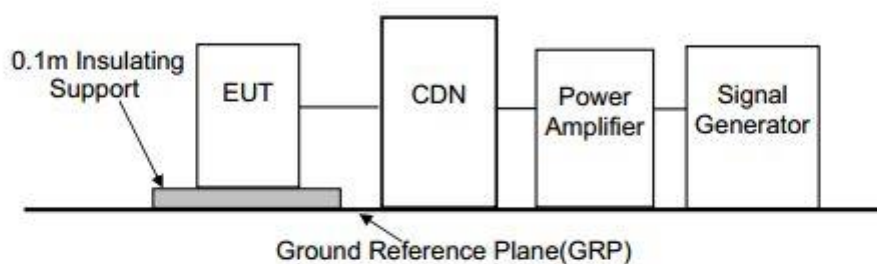 0.1m Insulating
Support
EUT
CDN
Power
Amplifier
Signal
Generator
Ground Reference Plane(GRP)